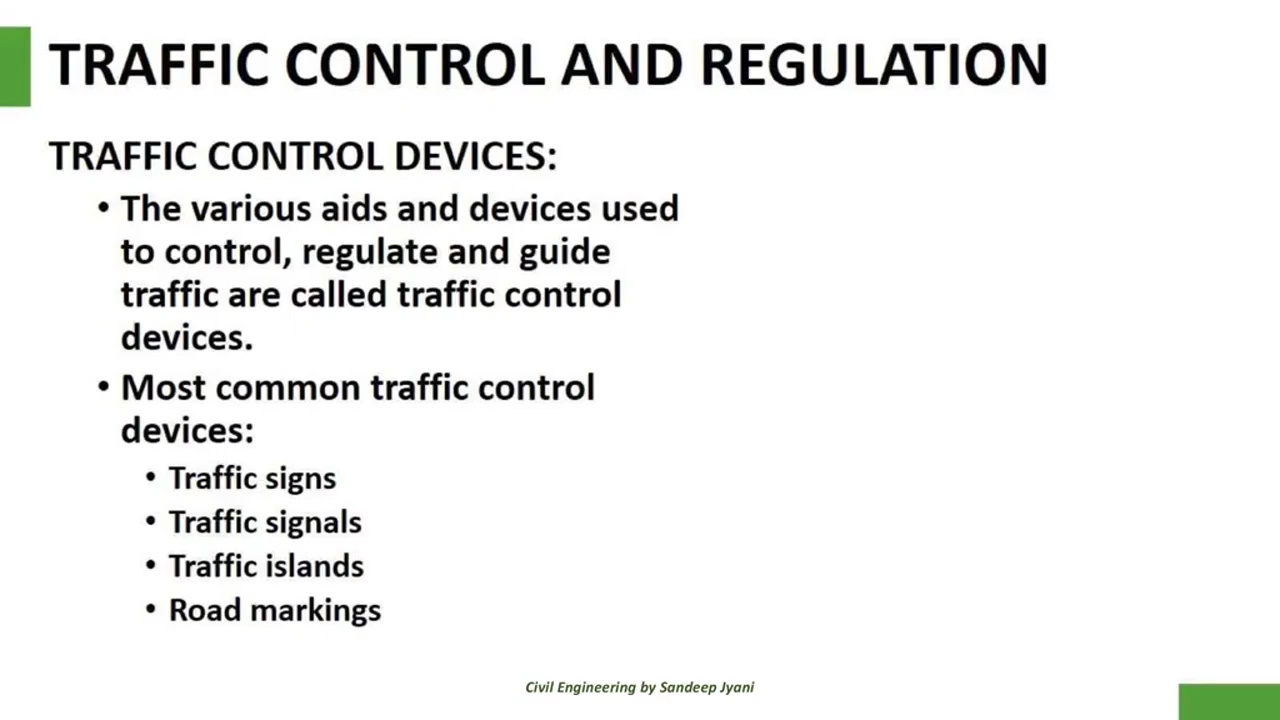 TRAFFIC CONTROL AND REGULATION
TRAFFIC CONTROL DEVICES:
• The various aids and devices used
to control, regulate and guide
traffic are called traffic control
devices.
• Most common traffic control
devices:
• Traffic signs
• Traffic signals
• Traffic islands
• Road markings
Civil Engineering by Sandeep Jyani